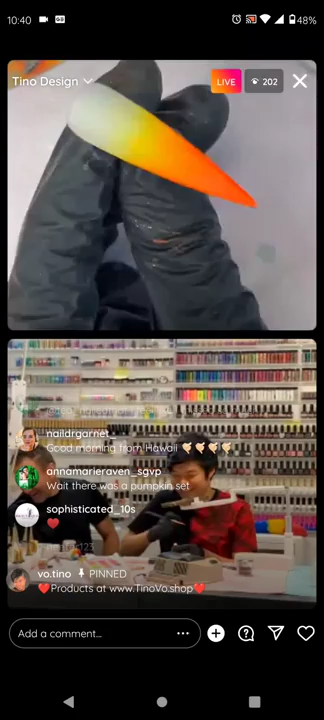 10:40
48%
Tino Design
LIVE
202
naildrgarnet
Good morning from Hawaii 🤙🏻🤙🏻🤙🏻🤙🏻
annamarieraven_sgvp
Wait there was a pumpkin set
sophisticated_10s
❤️
vo.tino PINNED
❤️Products at www.TinoVo.shop❤️
Add a comment...